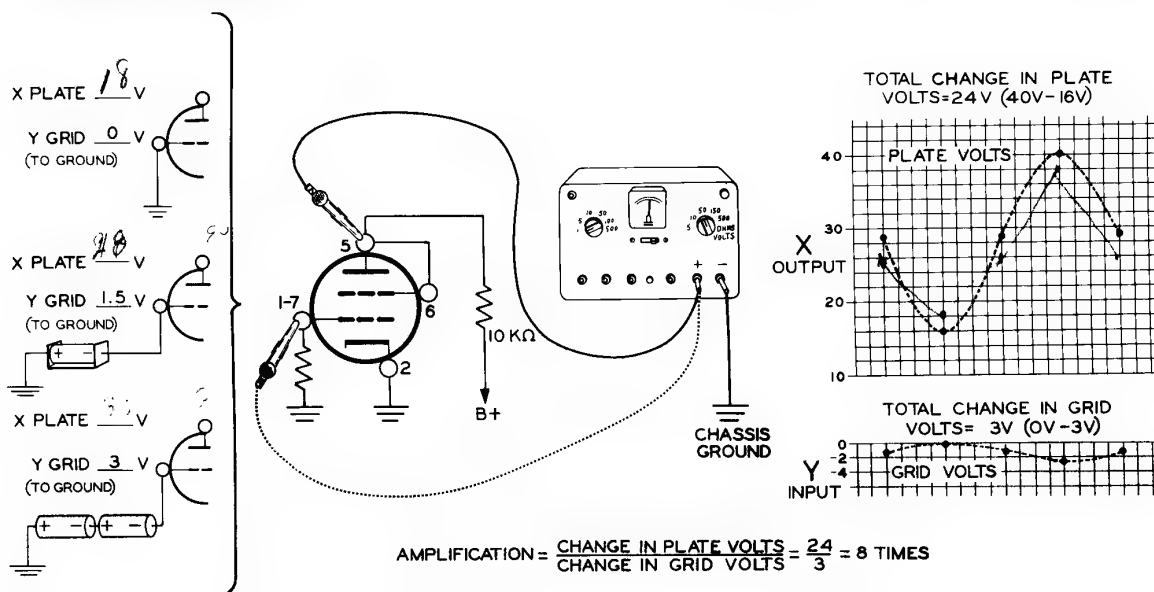 X PLATE 18 V
Y GRID 0 V
(TO GROUND)
X PLATE V
Y GRID 1.5 V
(TO GROUND)
+ −
X PLATE V
Y GRID 3 V
(TO GROUND)
+ − + −
5
6
1-7
2
10 KΩ
B+
5 10 50 100 500
5 10 50 150 500
OHMS
VOLTS
+ −
CHASSIS
GROUND
TOTAL CHANGE IN PLATE
VOLTS=24V (40V-16V)
PLATE VOLTS
40
30
20
10
X
OUTPUT
TOTAL CHANGE IN GRID
VOLTS= 3V (0V-3V)
0
-2
-4
GRID VOLTS
Y
INPUT
AMPLIFICATION = CHANGE IN PLATE VOLTS = 24 = 8 TIMES
CHANGE IN GRID VOLTS 3